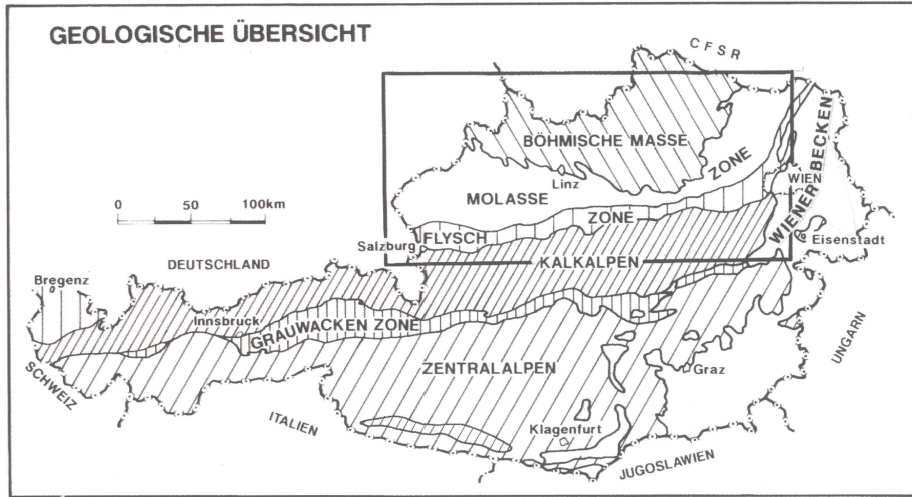 GEOLOGISCHE ÜBERSICHT
CFSR
BÖHMISCHE MASSE
WIENER BECKEN
ZONE
WIEN
Linz
MOLASSE
0 50 100km
ZONE
FLYSCH
Salzburg
Eisenstadt
KALKALPEN
DEUTSCHLAND
Bregenz
Innsbruck
GRAUWACKEN ZONE
UNGARN
SCHWEIZ
ZENTRALALPEN
Graz
ITALIEN
Klagenfurt
JUGOSLAWIEN